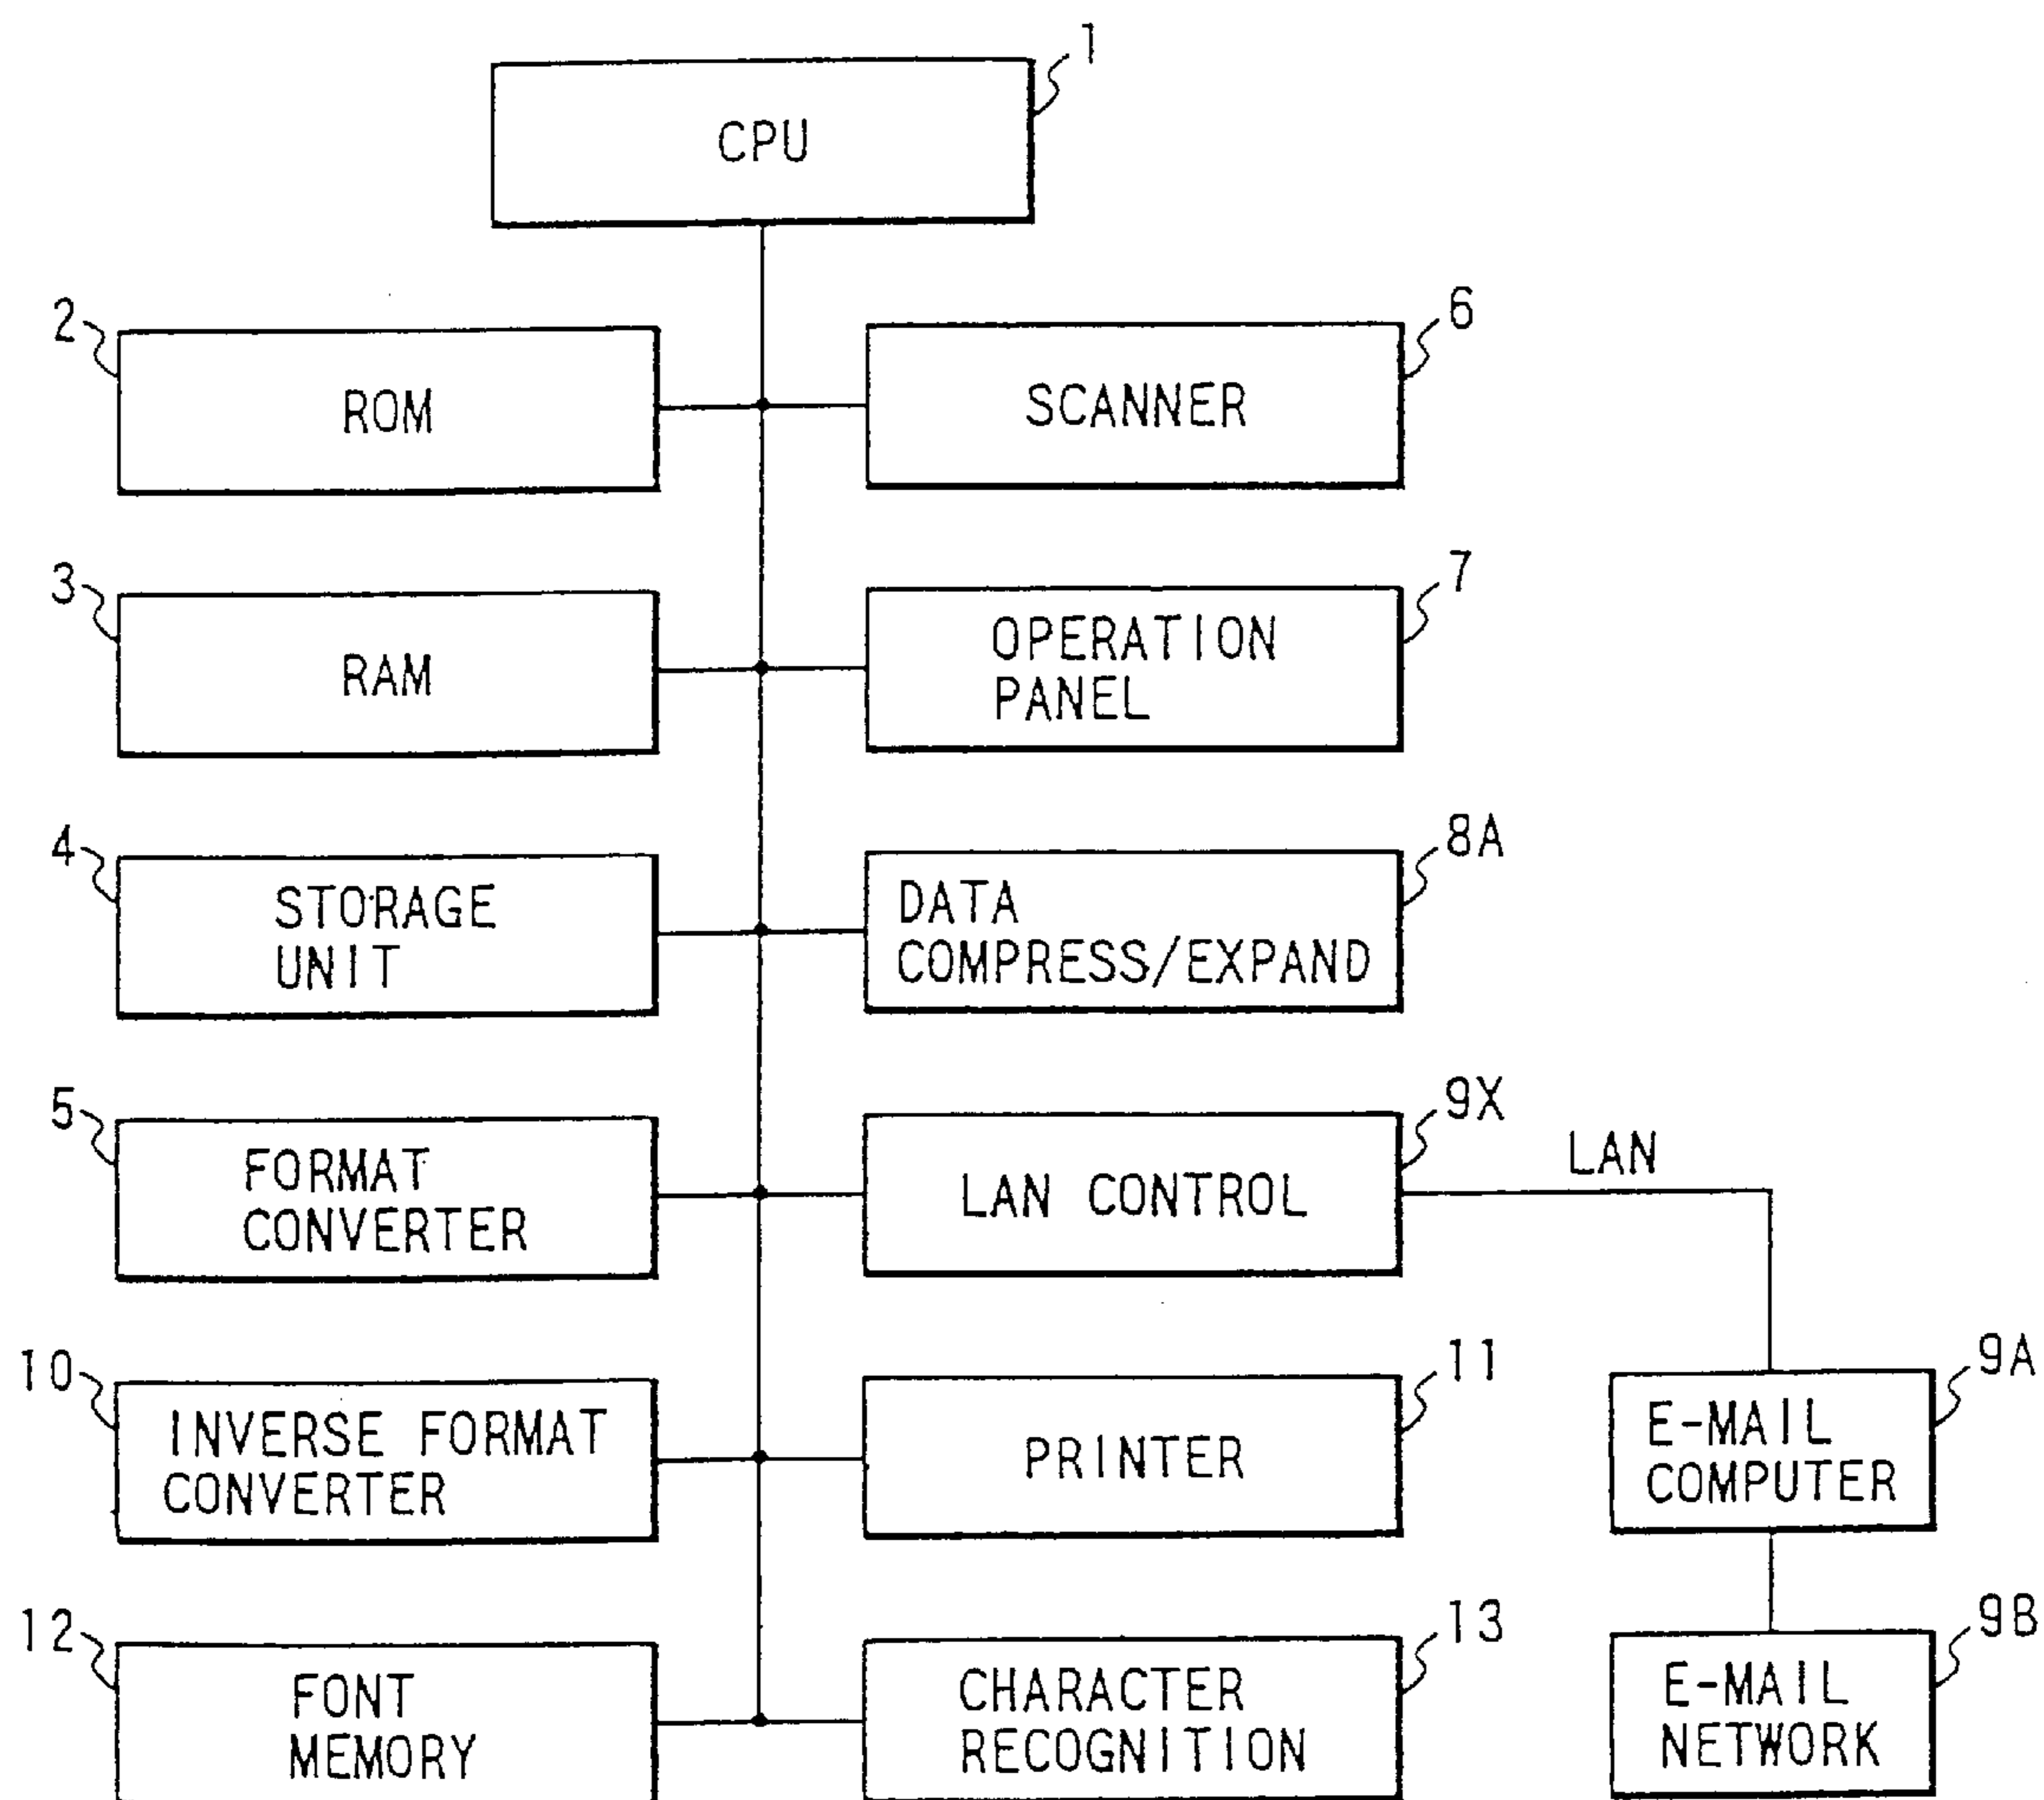 1
CPU
2
ROM
6
SCANNER
3
RAM
7
OPERATION
PANEL
4
STORAGE
UNIT
8A
DATA
COMPRESS/EXPAND
5
FORMAT
CONVERTER
9X
LAN CONTROL
LAN
10
INVERSE FORMAT
CONVERTER
11
PRINTER
9A
E-MAIL
COMPUTER
12
FONT
MEMORY
13
CHARACTER
RECOGNITION
9B
E-MAIL
NETWORK